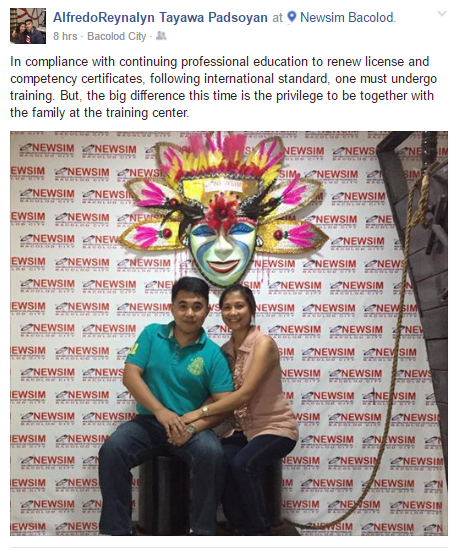 AlfredoReynalyn Tayawa Padsoyan at Newsim Bacolod.
8 hrs · Bacolod City ·
In compliance with continuing professional education to renew license and
competency certificates, following international standard, one must undergo
training. But, the big difference this time is the privilege to be together with
the family at the training center.
NEWSIM
BACOLOD CITY